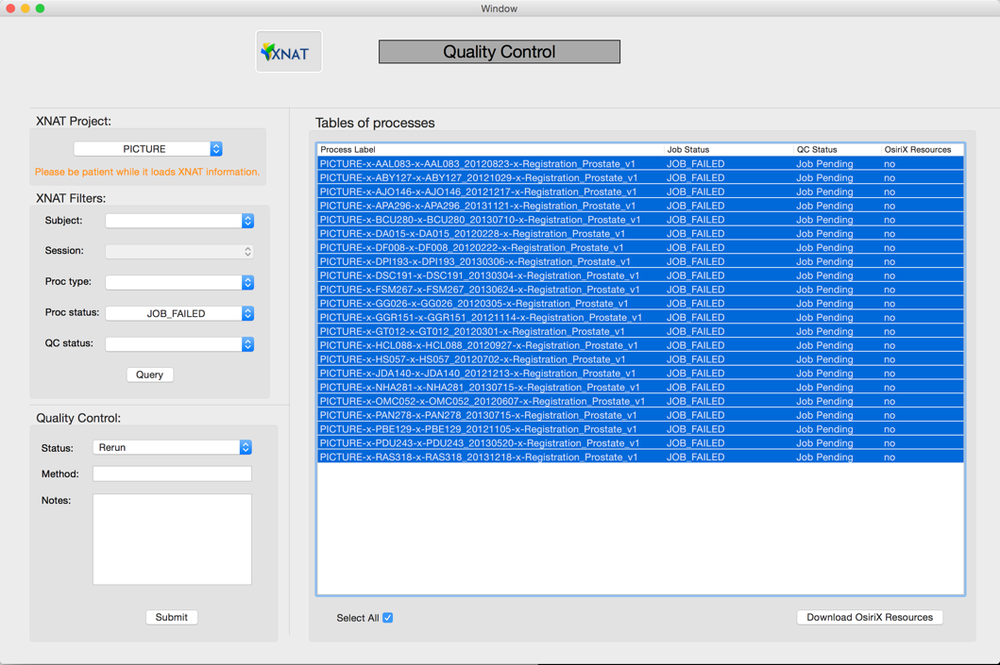 Window
XNAT
Quality Control
XNAT Project:
PICTURE
Please be patient while it loads XNAT information.
XNAT Filters:
Subject:
Session:
Proc type:
Proc status: JOB_FAILED
QC status:
Query
Quality Control:
Status: Rerun
Method:
Notes:
Submit
Tables of processes
Process Label Job Status QC Status OsiriX Resources
PICTURE-x-AAL083-x-AAL083_20120823-x-Registration_Prostate_v1 JOB_FAILED Job Pending no
PICTURE-x-ABY127-x-ABY127_20121029-x-Registration_Prostate_v1 JOB_FAILED Job Pending no
PICTURE-x-AJO146-x-AJO146_20121217-x-Registration_Prostate_v1 JOB_FAILED Job Pending no
PICTURE-x-APA296-x-APA296_20131121-x-Registration_Prostate_v1 JOB_FAILED Job Pending no
PICTURE-x-BCU280-x-BCU280_20130710-x-Registration_Prostate_v1 JOB_FAILED Job Pending no
PICTURE-x-DA015-x-DA015_20120228-x-Registration_Prostate_v1 JOB_FAILED Job Pending no
PICTURE-x-DF008-x-DF008_20120222-x-Registration_Prostate_v1 JOB_FAILED Job Pending no
PICTURE-x-DPI193-x-DPI193_20130306-x-Registration_Prostate_v1 JOB_FAILED Job Pending no
PICTURE-x-DSC191-x-DSC191_20130304-x-Registration_Prostate_v1 JOB_FAILED Job Pending no
PICTURE-x-FSM267-x-FSM267_20130624-x-Registration_Prostate_v1 JOB_FAILED Job Pending no
PICTURE-x-GG026-x-GG026_20120305-x-Registration_Prostate_v1 JOB_FAILED Job Pending no
PICTURE-x-GGR151-x-GGR151_20121114-x-Registration_Prostate_v1 JOB_FAILED Job Pending no
PICTURE-x-GT012-x-GT012_20120301-x-Registration_Prostate_v1 JOB_FAILED Job Pending no
PICTURE-x-HCL088-x-HCL088_20120927-x-Registration_Prostate_v1 JOB_FAILED Job Pending no
PICTURE-x-HS057-x-HS057_20120702-x-Registration_Prostate_v1 JOB_FAILED Job Pending no
PICTURE-x-JDA140-x-JDA140_20121213-x-Registration_Prostate_v1 JOB_FAILED Job Pending no
PICTURE-x-NHA281-x-NHA281_20130715-x-Registration_Prostate_v1 JOB_FAILED Job Pending no
PICTURE-x-OMC052-x-OMC052_20120607-x-Registration_Prostate_v1 JOB_FAILED Job Pending no
PICTURE-x-PAN278-x-PAN278_20130715-x-Registration_Prostate_v1 JOB_FAILED Job Pending no
PICTURE-x-PBE129-x-PBE129_20121105-x-Registration_Prostate_v1 JOB_FAILED Job Pending no
PICTURE-x-PDU243-x-PDU243_20130520-x-Registration_Prostate_v1 JOB_FAILED Job Pending no
PICTURE-x-RAS318-x-RAS318_20131218-x-Registration_Prostate_v1 JOB_FAILED Job Pending no
Select All
Download OsiriX Resources